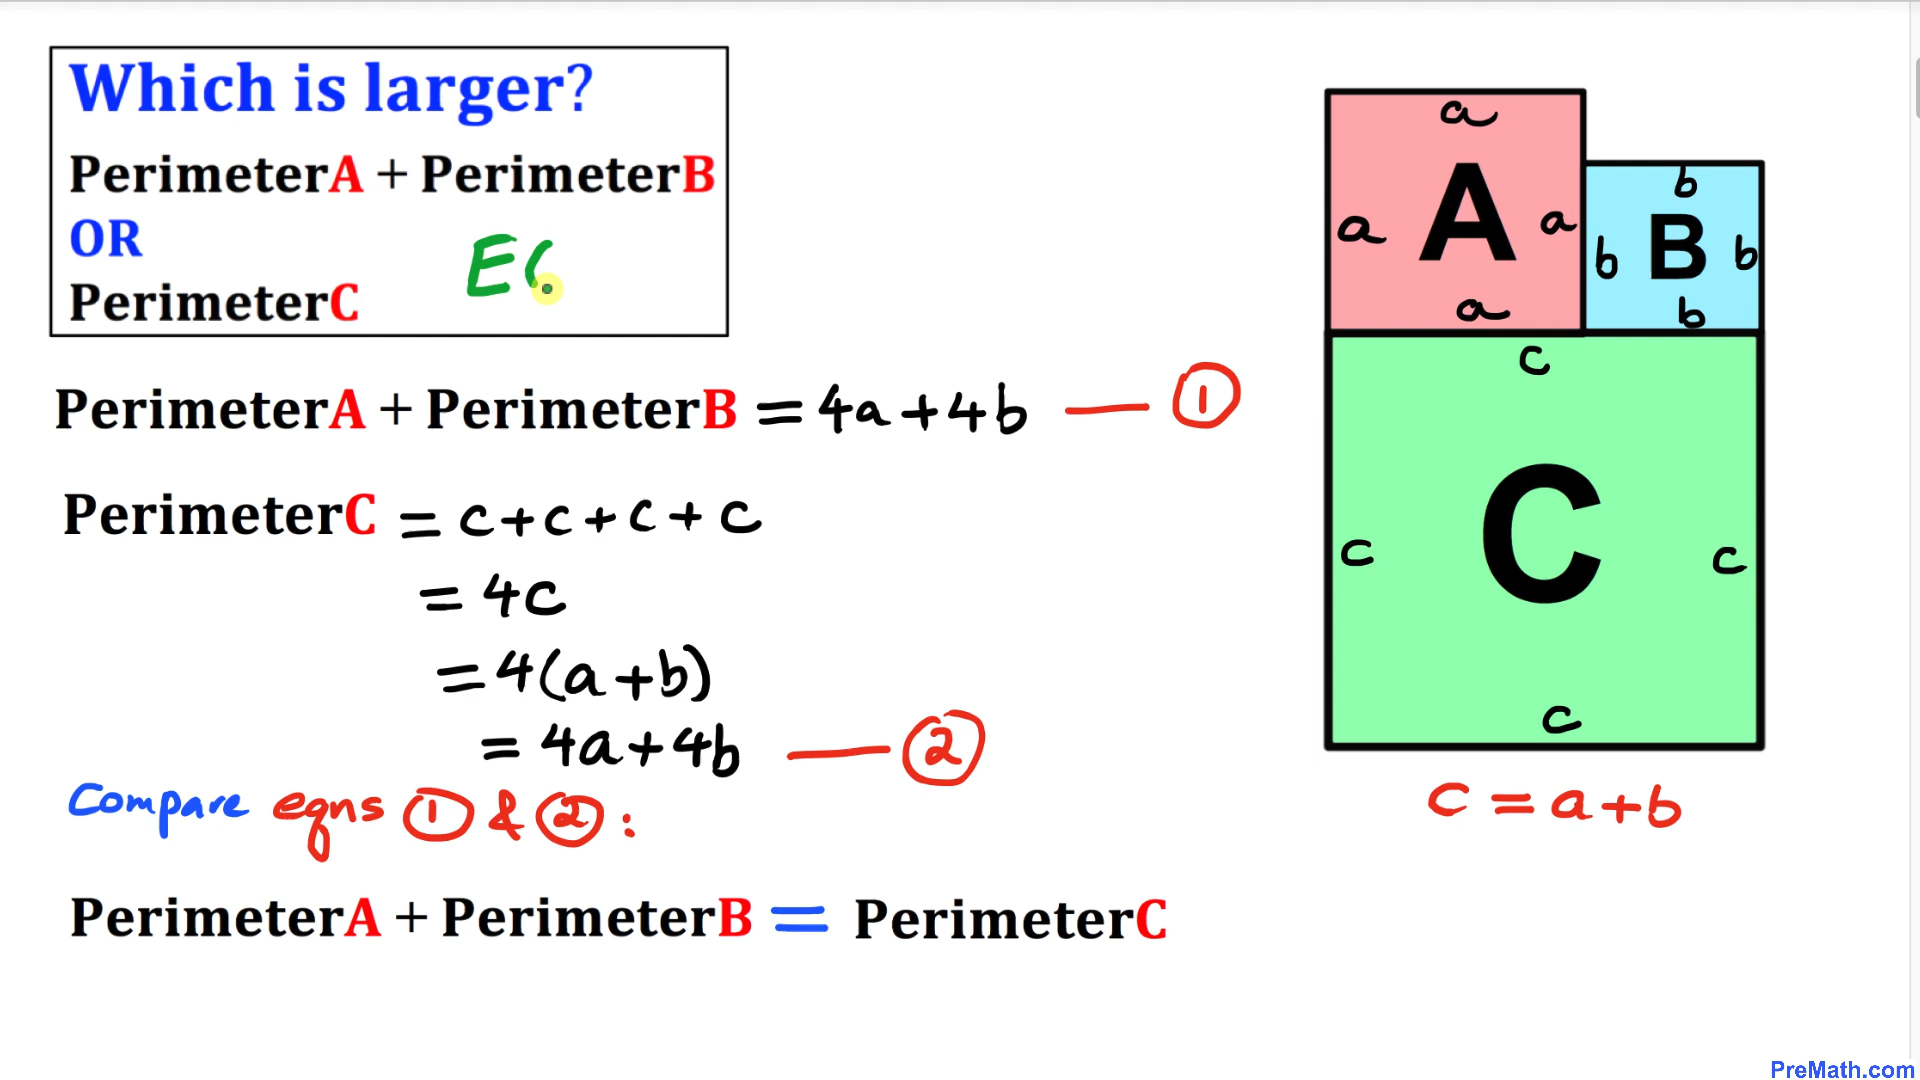 Which is larger?
PerimeterA + PerimeterB
OR
PerimeterC
PerimeterA + PerimeterB = 4a+4b — ①
PerimeterC = c+c+c+c
= 4c
= 4(a+b)
= 4a+4b — ②
Compare eqns ① & ②:
PerimeterA + PerimeterB = PerimeterC
a
a A a
a
b
b B b
b
c
c C c
c
c = a+b
PreMath.com